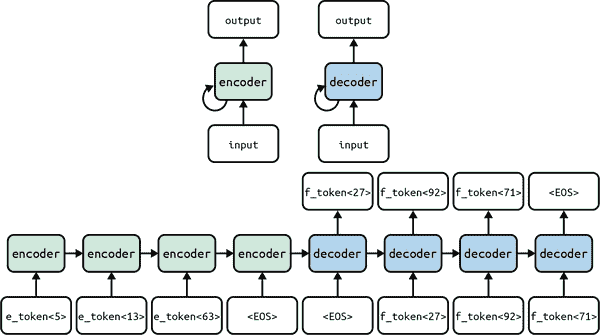 output output
encoder decoder
input input
f_token<27> f_token<92> f_token<71> <EOS>
encoder encoder encoder encoder decoder decoder decoder decoder
e_token<5> e_token<13> e_token<63> <EOS> <EOS> f_token<27> f_token<92> f_token<71>